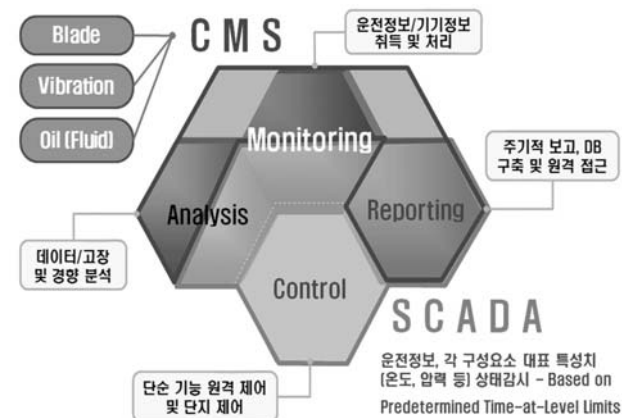 Blade
CMS
운전정보/기기정보
취득 및 처리
Vibration
Oil (Fluid)
Monitoring
주기적 보고, DB
구축 및 원격 접근
Analysis
Reporting
데이터/고장
및 경향 분석
Control
SCADA
운전정보, 각 구성요소 대표 특성치
(온도, 압력 등) 상태감시 – Based on
Predetermined Time-at-Level Limits
단순 기능 원격 제어
및 단지 제어